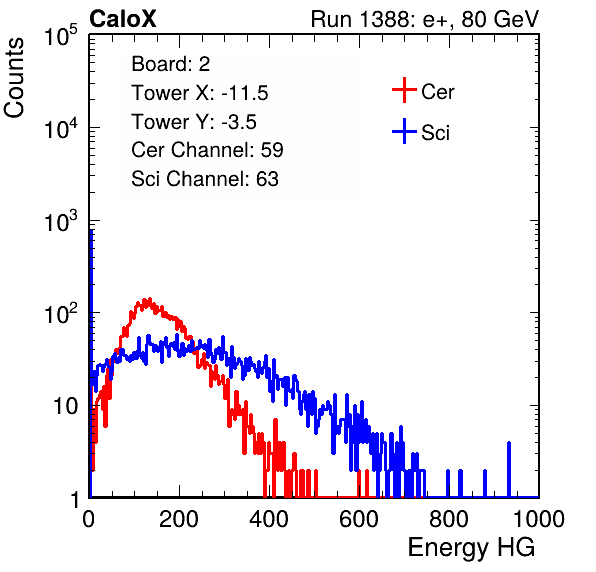 CaloX Run 1388: e+, 80 GeV
Counts
10^5
10^4
10^3
10^2
10
1
Board: 2
Tower X: -11.5
Tower Y: -3.5
Cer Channel: 59
Sci Channel: 63
Cer
Sci
0 200 400 600 800 1000
Energy HG